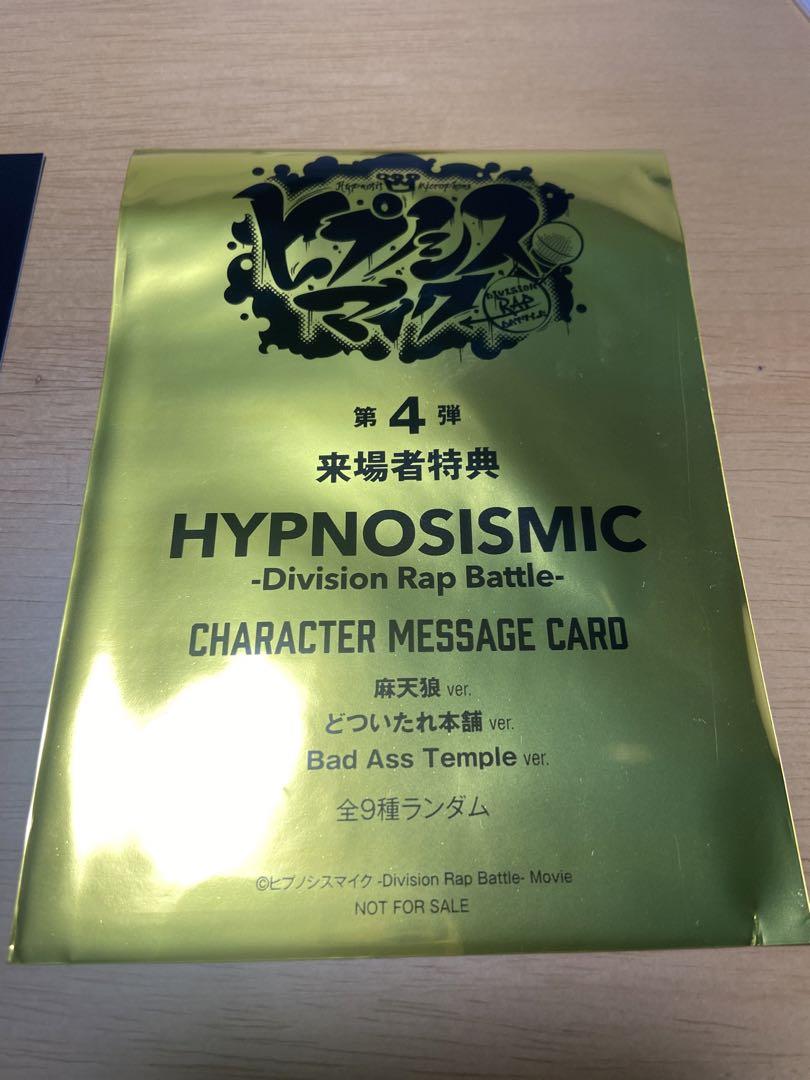 Hypnosis Microphone
ヒプノシス
マイク
DIVISION
RAP
BATTLE
第4弾
来場者特典
HYPNOSISMIC
-Division Rap Battle-
CHARACTER MESSAGE CARD
麻天狼 ver.
どついたれ本舗 ver.
Bad Ass Temple ver.
全9種ランダム
©ヒプノシスマイク -Division Rap Battle- Movie
NOT FOR SALE